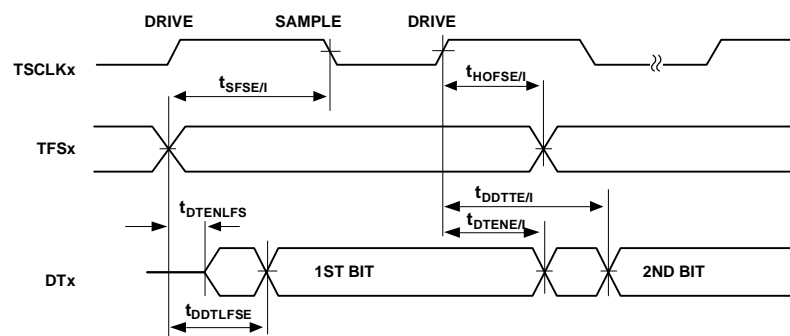 DRIVE SAMPLE DRIVE
TSCLKx
tSFSE/I tHOFSE/I
TFSx
tDDTTE/I
tDTENLFS tDTENE/I
DTx 1ST BIT 2ND BIT
tDDTLFSE